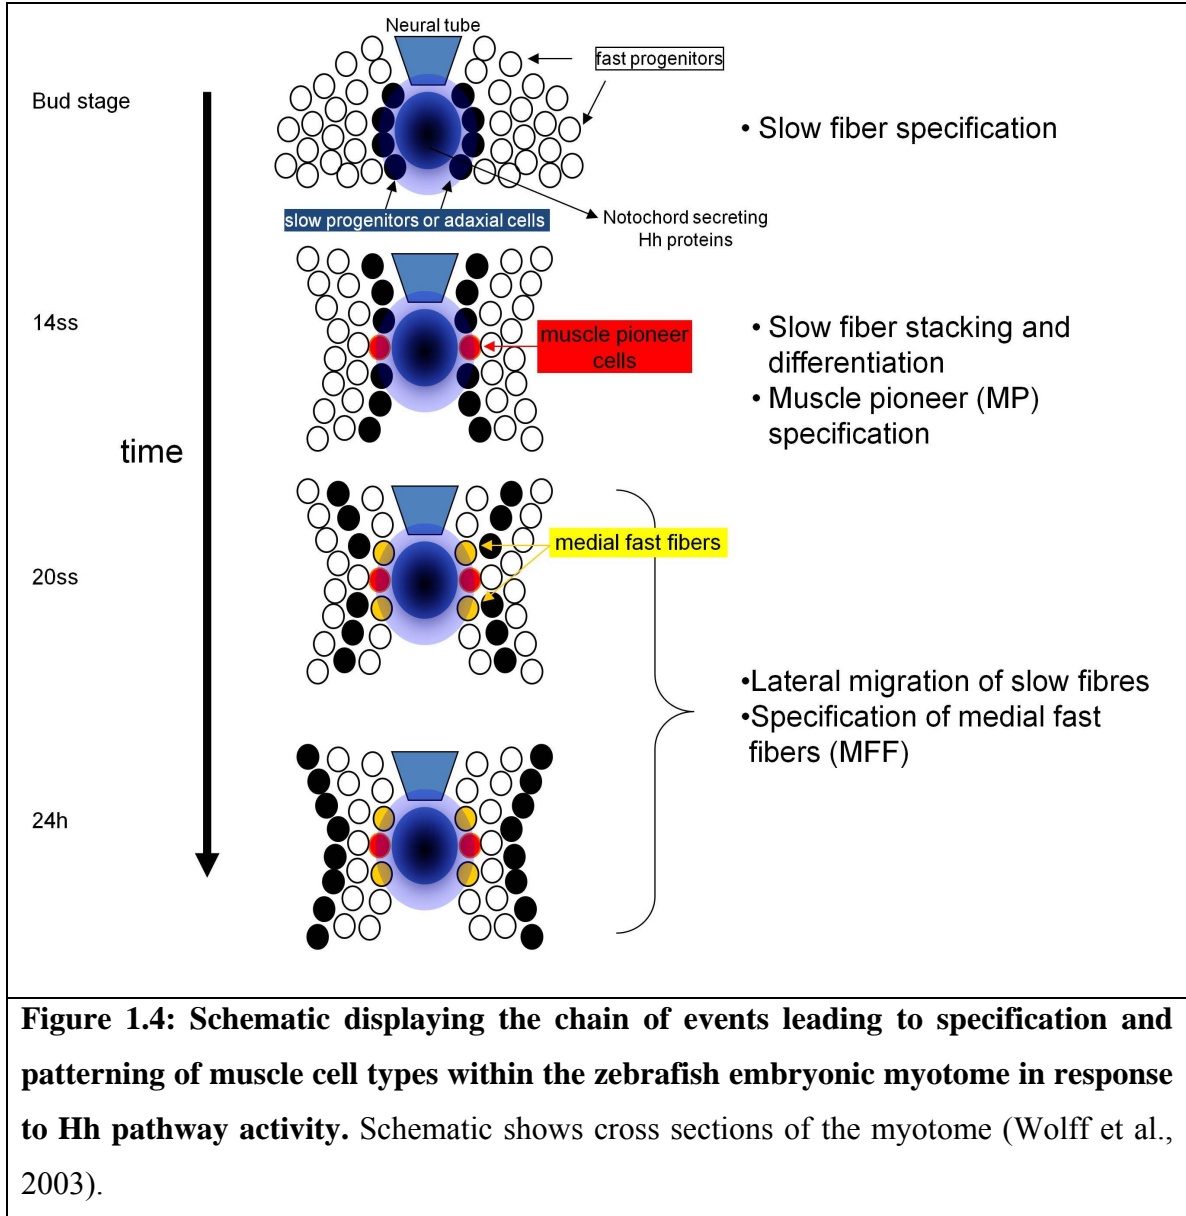 Neural tube
fast progenitors
Bud stage
• Slow fiber specification
slow progenitors or adaxial cells
Notochord secreting
Hh proteins
14ss
muscle pioneer
cells
• Slow fiber stacking and
differentiation
• Muscle pioneer (MP)
specification
time
medial fast fibers
20ss
•Lateral migration of slow fibres
•Specification of medial fast
fibers (MFF)
24h
Figure 1.4: Schematic displaying the chain of events leading to specification and
patterning of muscle cell types within the zebrafish embryonic myotome in response
to Hh pathway activity. Schematic shows cross sections of the myotome (Wolff et al.,
2003).